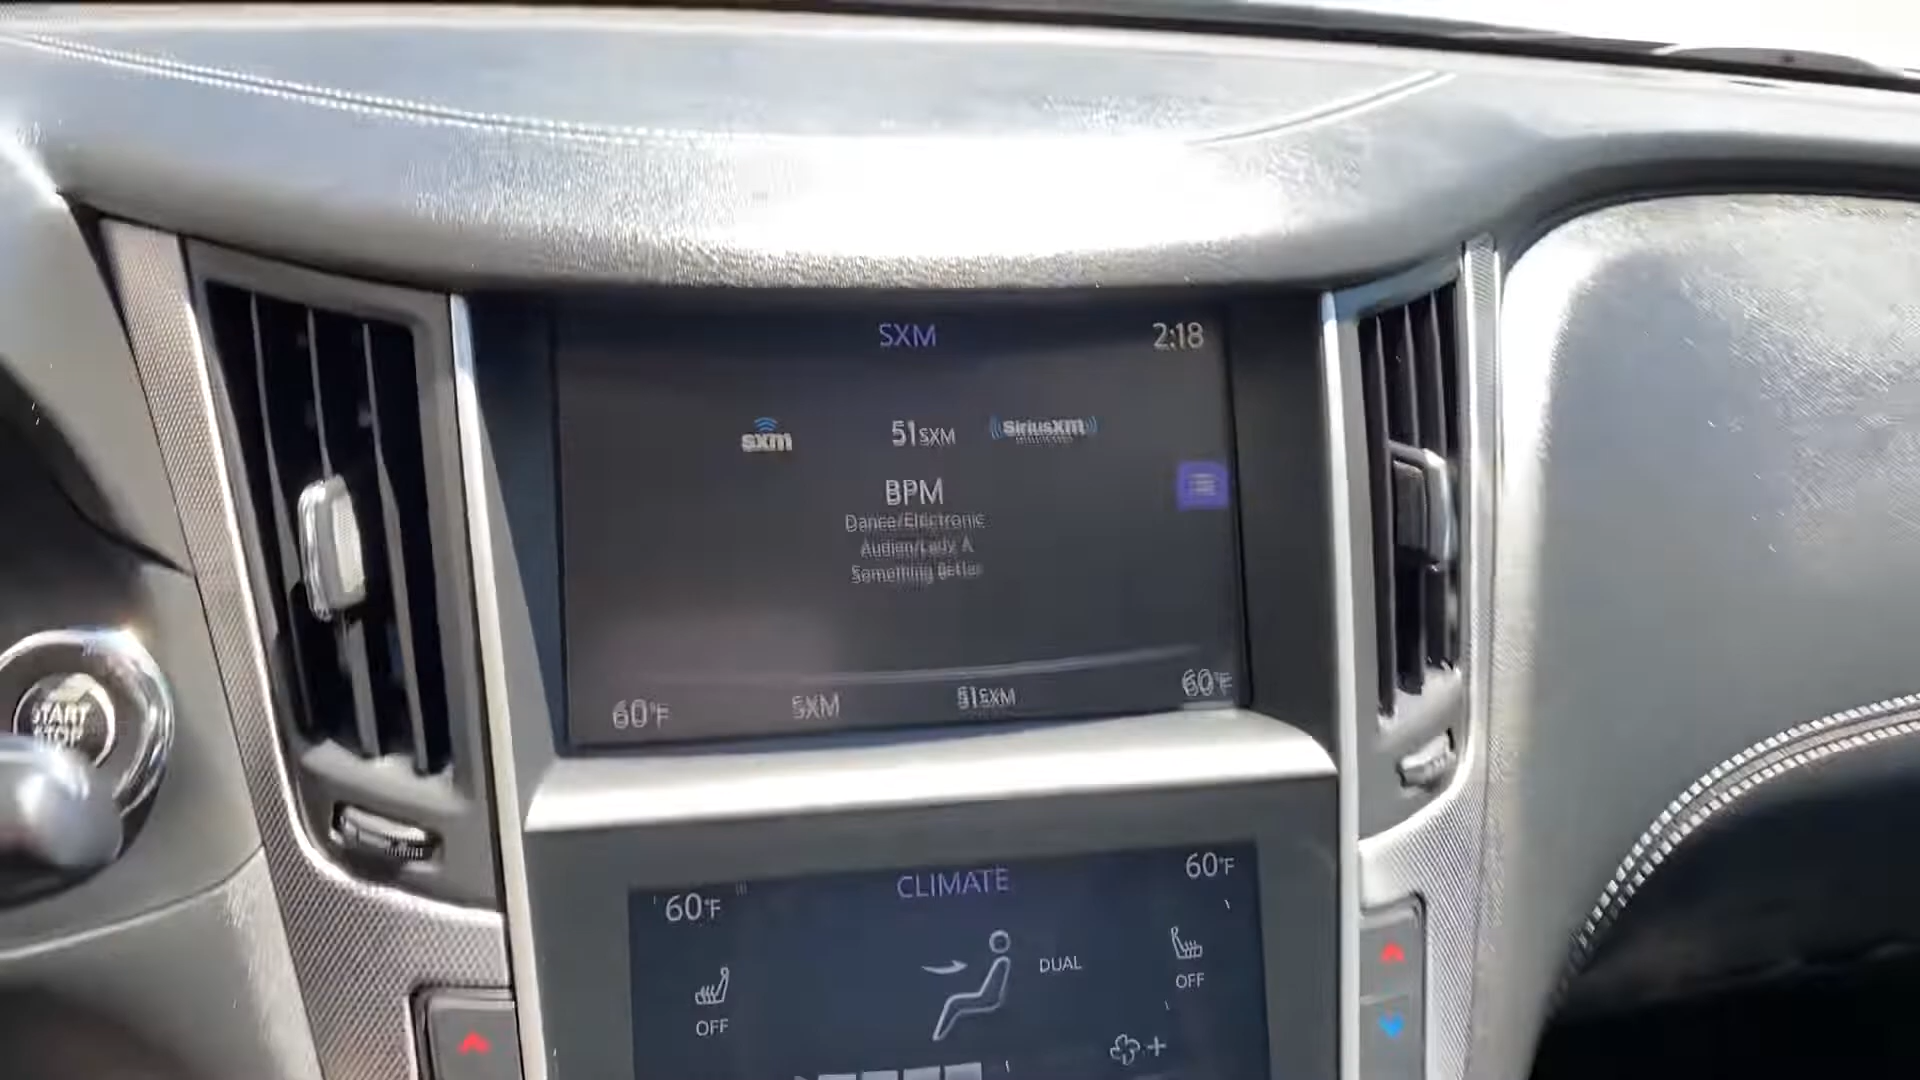 SXM
2:18
sxm
51SXM
SiriusXM
BPM
Dance/Electronic
Audien/Lady A
Something Better
60°F
SXM
51SXM
60°F
START
STOP
60°F
CLIMATE
60°F
DUAL
OFF
OFF